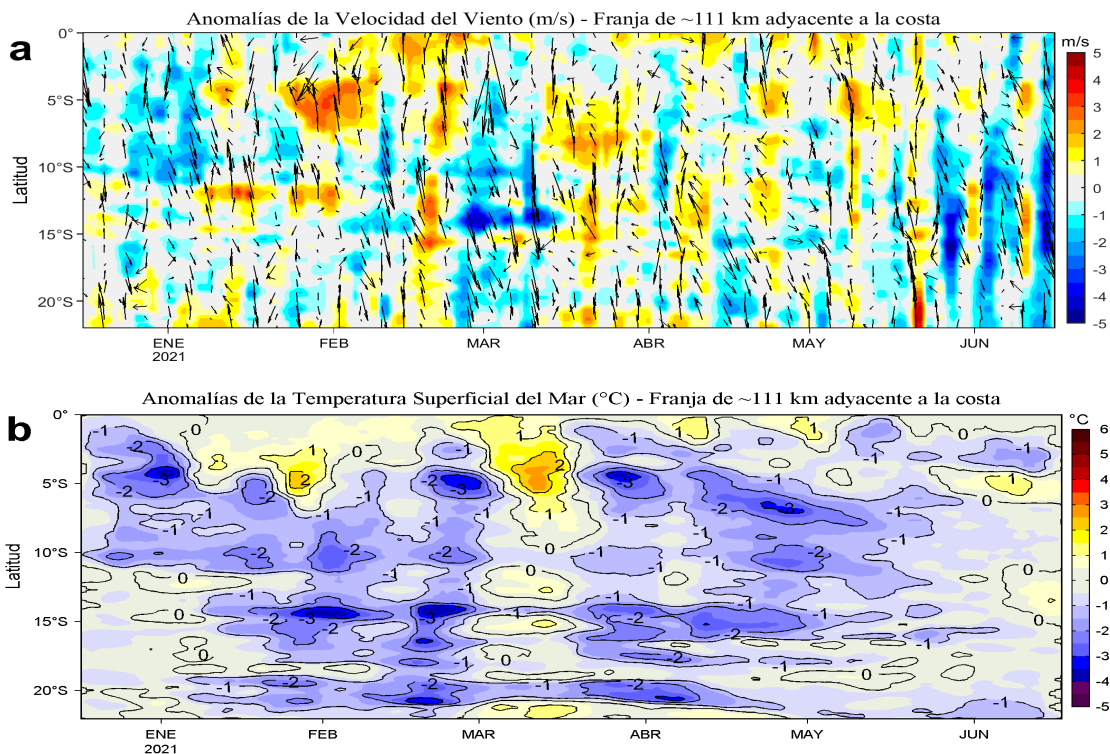 Anomalías de la Velocidad del Viento (m/s) - Franja de ~111 km adyacente a la costa
a
m/s
0°
5°S
10°S
15°S
20°S
Latitud
5
4
3
2
1
0
-1
-2
-3
-4
-5
ENE FEB MAR ABR MAY JUN
2021
Anomalías de la Temperatura Superficial del Mar (°C) - Franja de ~111 km adyacente a la costa
b
°C
0°
5°S
10°S
15°S
20°S
Latitud
6
5
4
3
2
1
0
-1
-2
-3
-4
-5
ENE FEB MAR ABR MAY JUN
2021